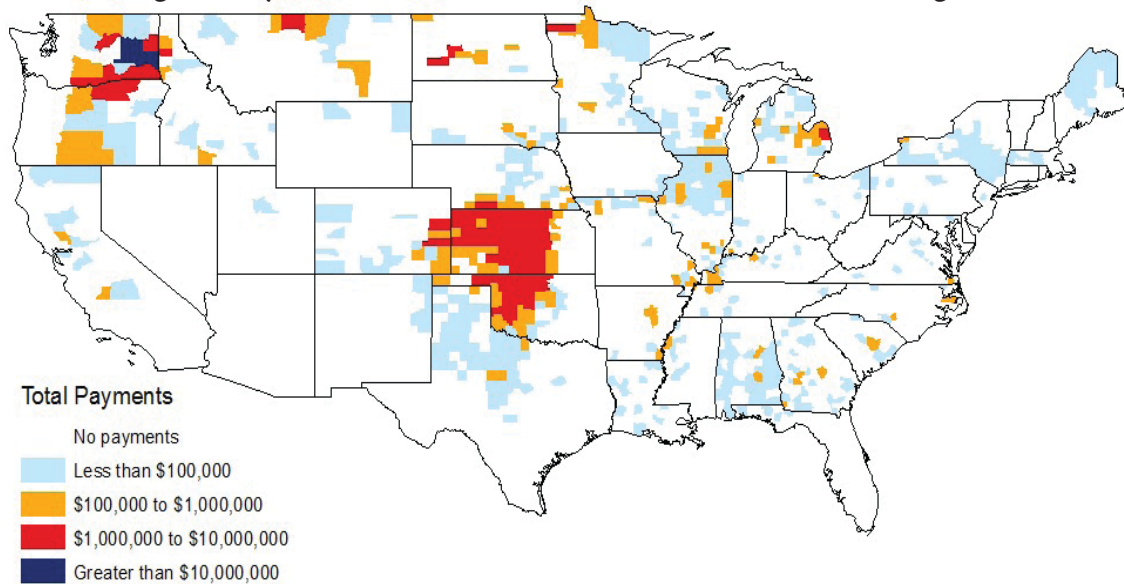 Total Payments
No payments
Less than $100,000
$100,000 to $1,000,000
$1,000,000 to $10,000,000
Greater than $10,000,000